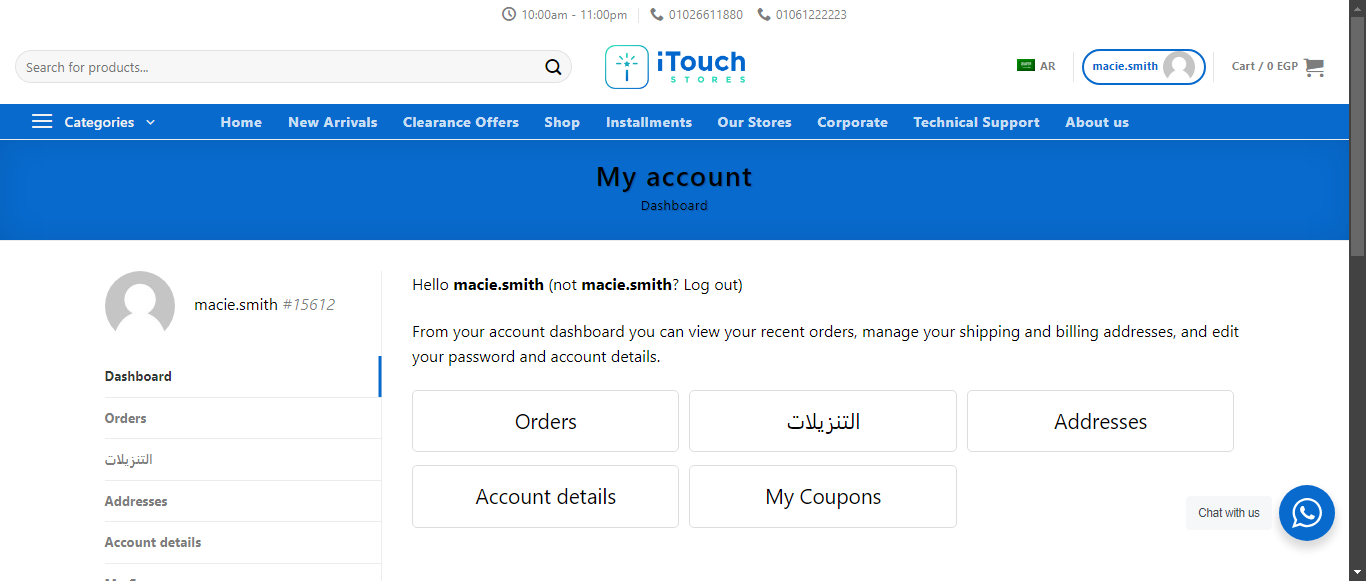 10:00am - 11:00pm 01026611880 01061222223
Search for products...
iTouch
STORES
AR
macie.smith
Cart / 0 EGP
Categories Home New Arrivals Clearance Offers Shop Installments Our Stores Corporate Technical Support About us
My account
Dashboard
macie.smith #15612
Dashboard
Orders
التنزيلات
Addresses
Account details
Hello macie.smith (not macie.smith? Log out)
From your account dashboard you can view your recent orders, manage your shipping and billing addresses, and edit
your password and account details.
Orders التنزيلات Addresses
Account details My Coupons
Chat with us